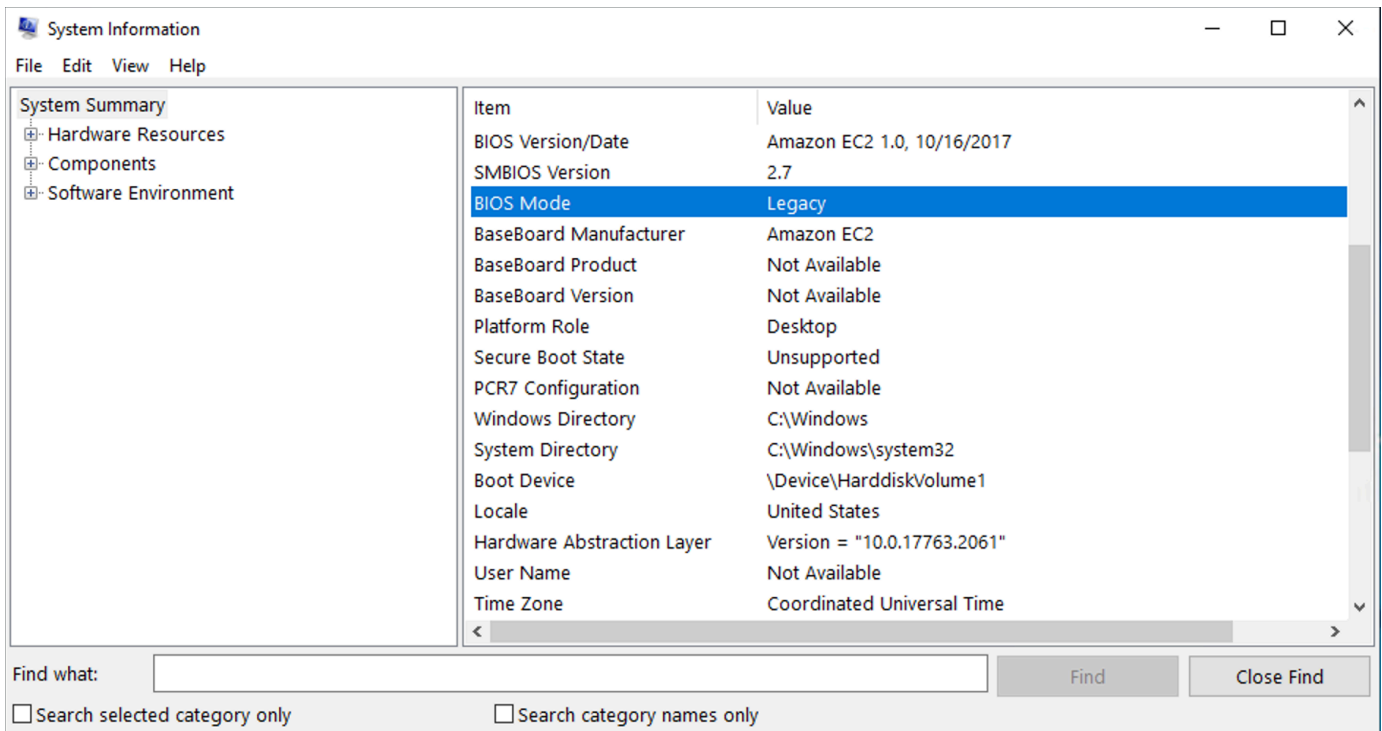 System Information
File Edit View Help
System Summary
Hardware Resources
Components
Software Environment
Item Value
BIOS Version/Date Amazon EC2 1.0, 10/16/2017
SMBIOS Version 2.7
BIOS Mode Legacy
BaseBoard Manufacturer Amazon EC2
BaseBoard Product Not Available
BaseBoard Version Not Available
Platform Role Desktop
Secure Boot State Unsupported
PCR7 Configuration Not Available
Windows Directory C:\Windows
System Directory C:\Windows\system32
Boot Device \Device\HarddiskVolume1
Locale United States
Hardware Abstraction Layer Version = "10.0.17763.2061"
User Name Not Available
Time Zone Coordinated Universal Time
Find what: Find Close Find
Search selected category only Search category names only